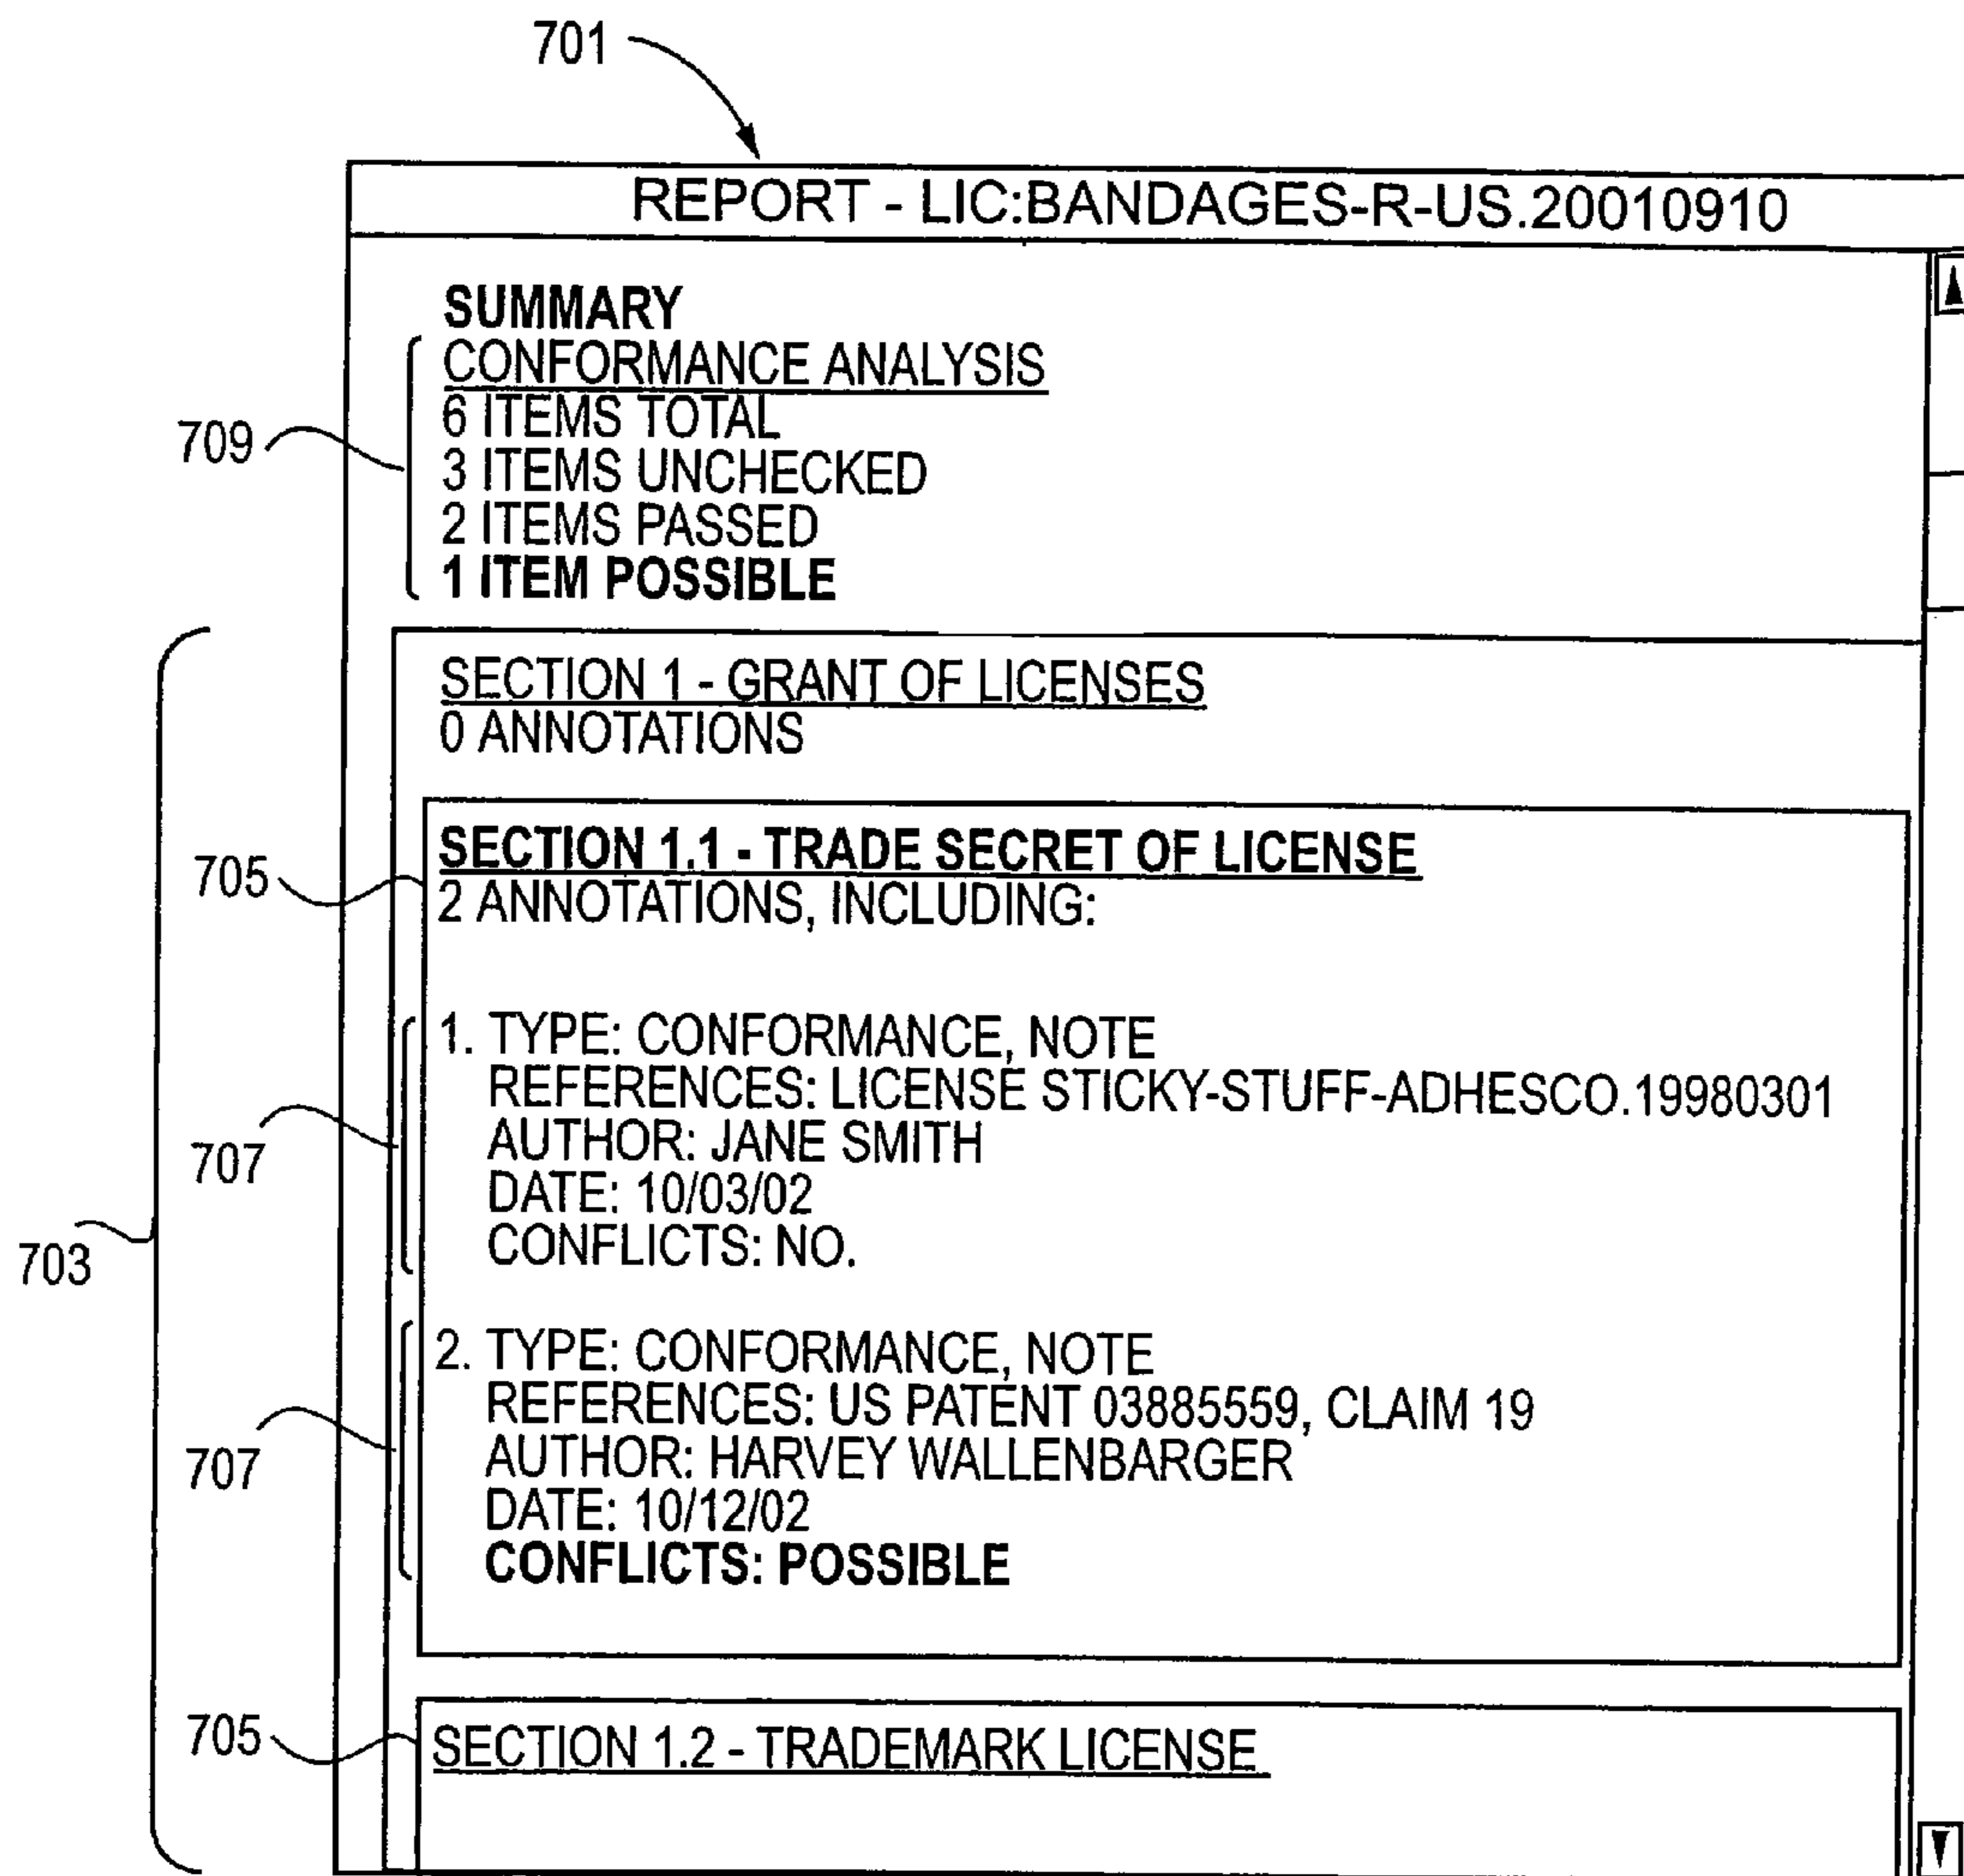 701
REPORT - LIC:BANDAGES-R-US.20010910
SUMMARY
CONFORMANCE ANALYSIS
6 ITEMS TOTAL
709
3 ITEMS UNCHECKED
2 ITEMS PASSED
1 ITEM POSSIBLE
SECTION 1 - GRANT OF LICENSES
0 ANNOTATIONS
SECTION 1.1 - TRADE SECRET OF LICENSE
705
2 ANNOTATIONS, INCLUDING:
1. TYPE: CONFORMANCE, NOTE
REFERENCES: LICENSE STICKY-STUFF-ADHESCO.19980301
AUTHOR: JANE SMITH
707
DATE: 10/03/02
CONFLICTS: NO.
703
2. TYPE: CONFORMANCE, NOTE
REFERENCES: US PATENT 03885559, CLAIM 19
AUTHOR: HARVEY WALLENBARGER
707
DATE: 10/12/02
CONFLICTS: POSSIBLE
705
SECTION 1.2 - TRADEMARK LICENSE